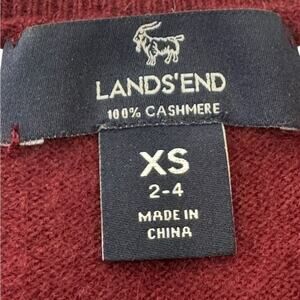 LANDS'END
100% CASHMERE
XS
2-4
MADE IN
CHINA